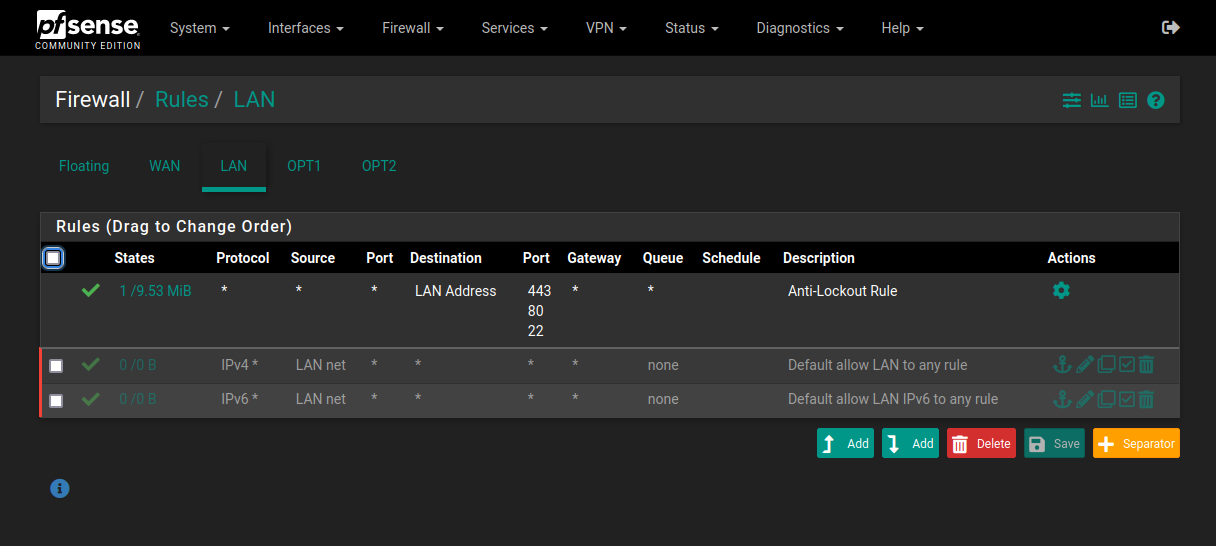 pfsense
COMMUNITY EDITION
System Interfaces Firewall Services VPN Status Diagnostics Help
Firewall / Rules / LAN
Floating WAN LAN OPT1 OPT2
Rules (Drag to Change Order)
States Protocol Source Port Destination Port Gateway Queue Schedule Description Actions
1 /9.53 MiB * * * LAN Address 443 * * Anti-Lockout Rule
80
22
0 /0 B IPv4 * LAN net * * * * none Default allow LAN to any rule
0 /0 B IPv6 * LAN net * * * * none Default allow LAN IPv6 to any rule
Add Add Delete Save Separator